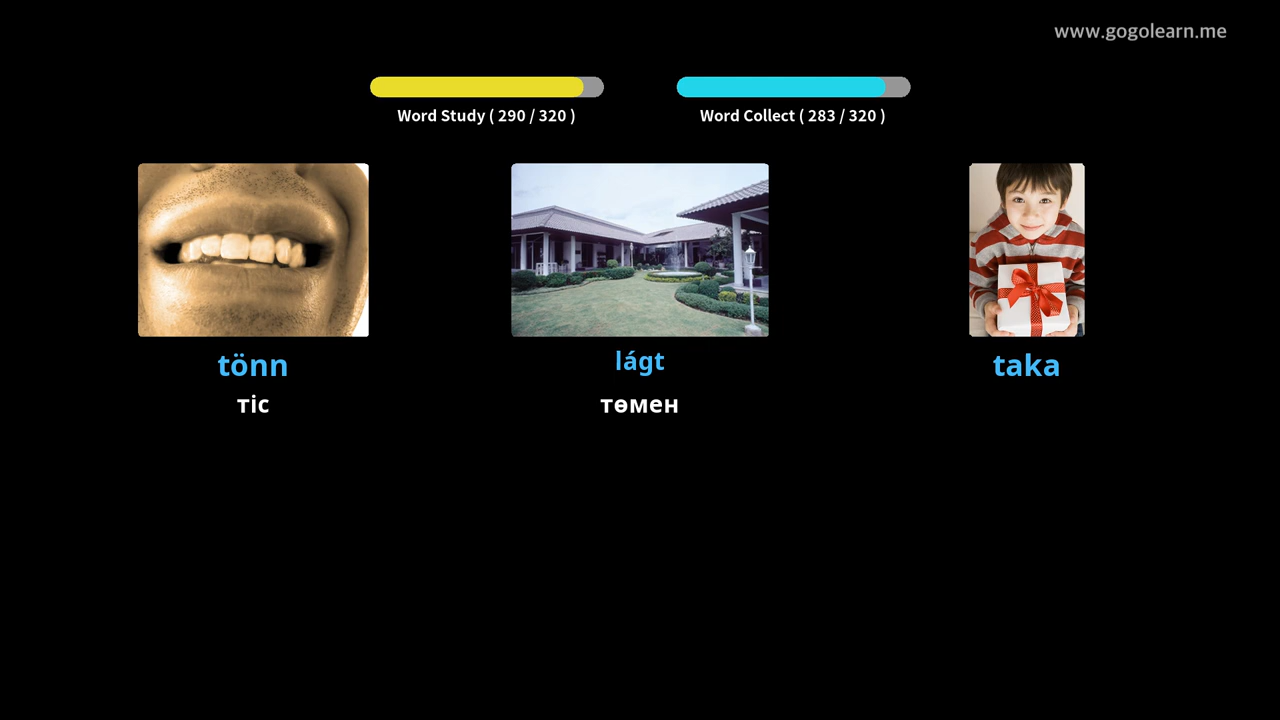 www.gogolearn.me
Word Study ( 290 / 320 )
Word Collect ( 283 / 320 )
tönn
lágt
taka
тіс
төмен